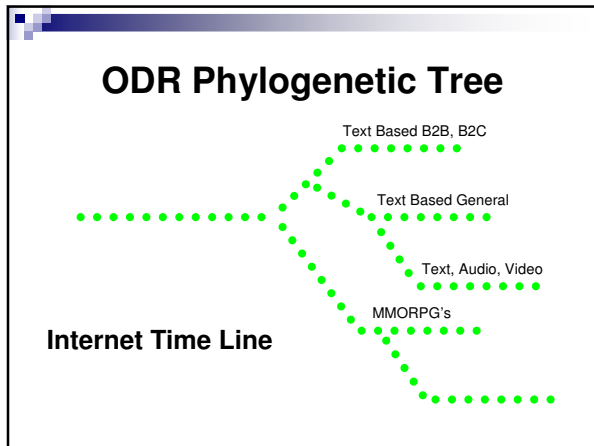 ODR Phylogenetic Tree
Text Based B2B, B2C
Text Based General
Text, Audio, Video
MMORPG's
Internet Time Line